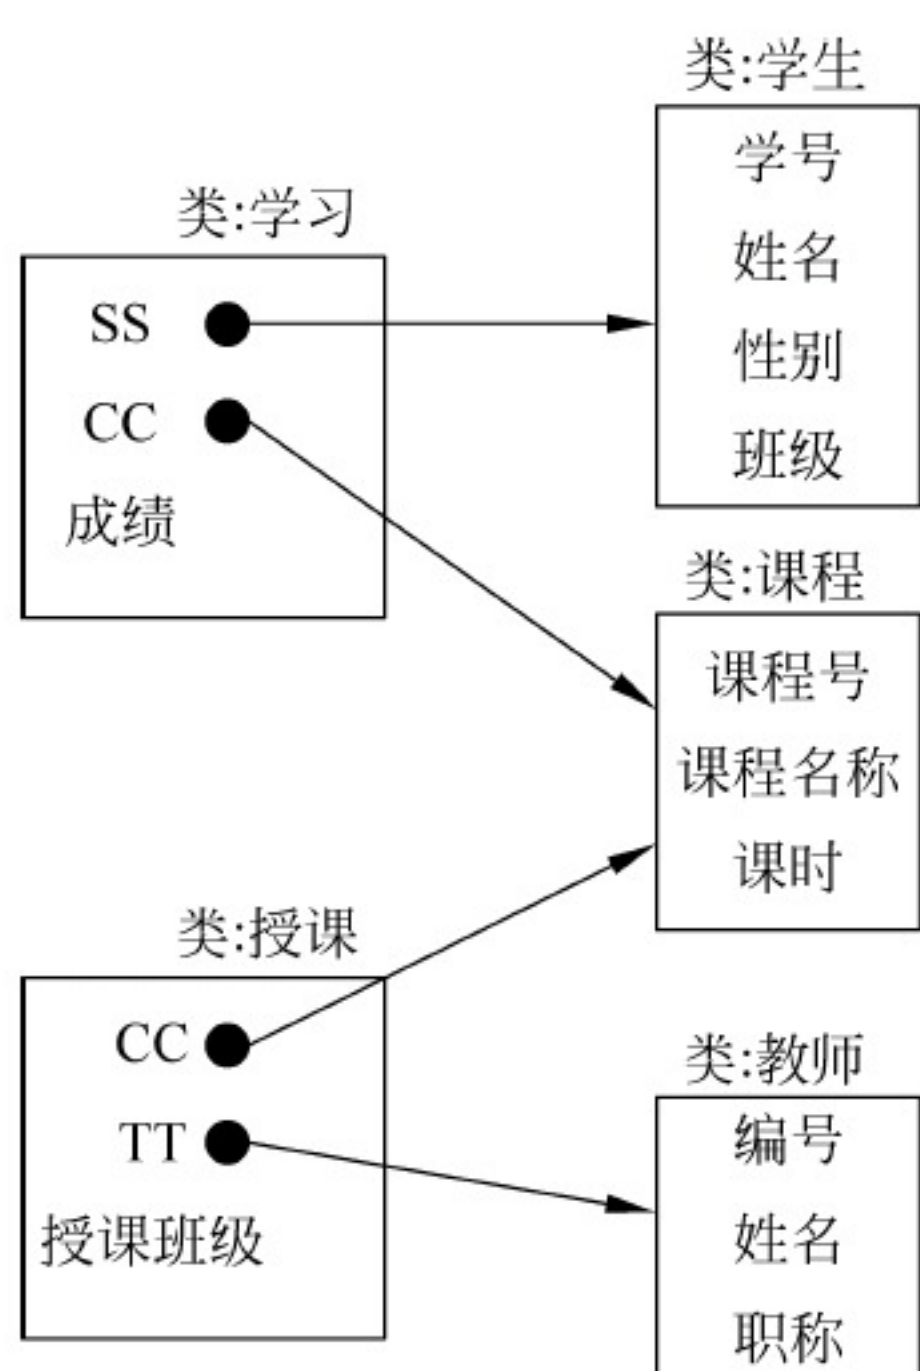 类:学习
SS
CC
成绩
类:授课
CC
TT
授课班级
类:学生
学号
姓名
性别
班级
类:课程
课程号
课程名称
课时
类:教师
编号
姓名
职称